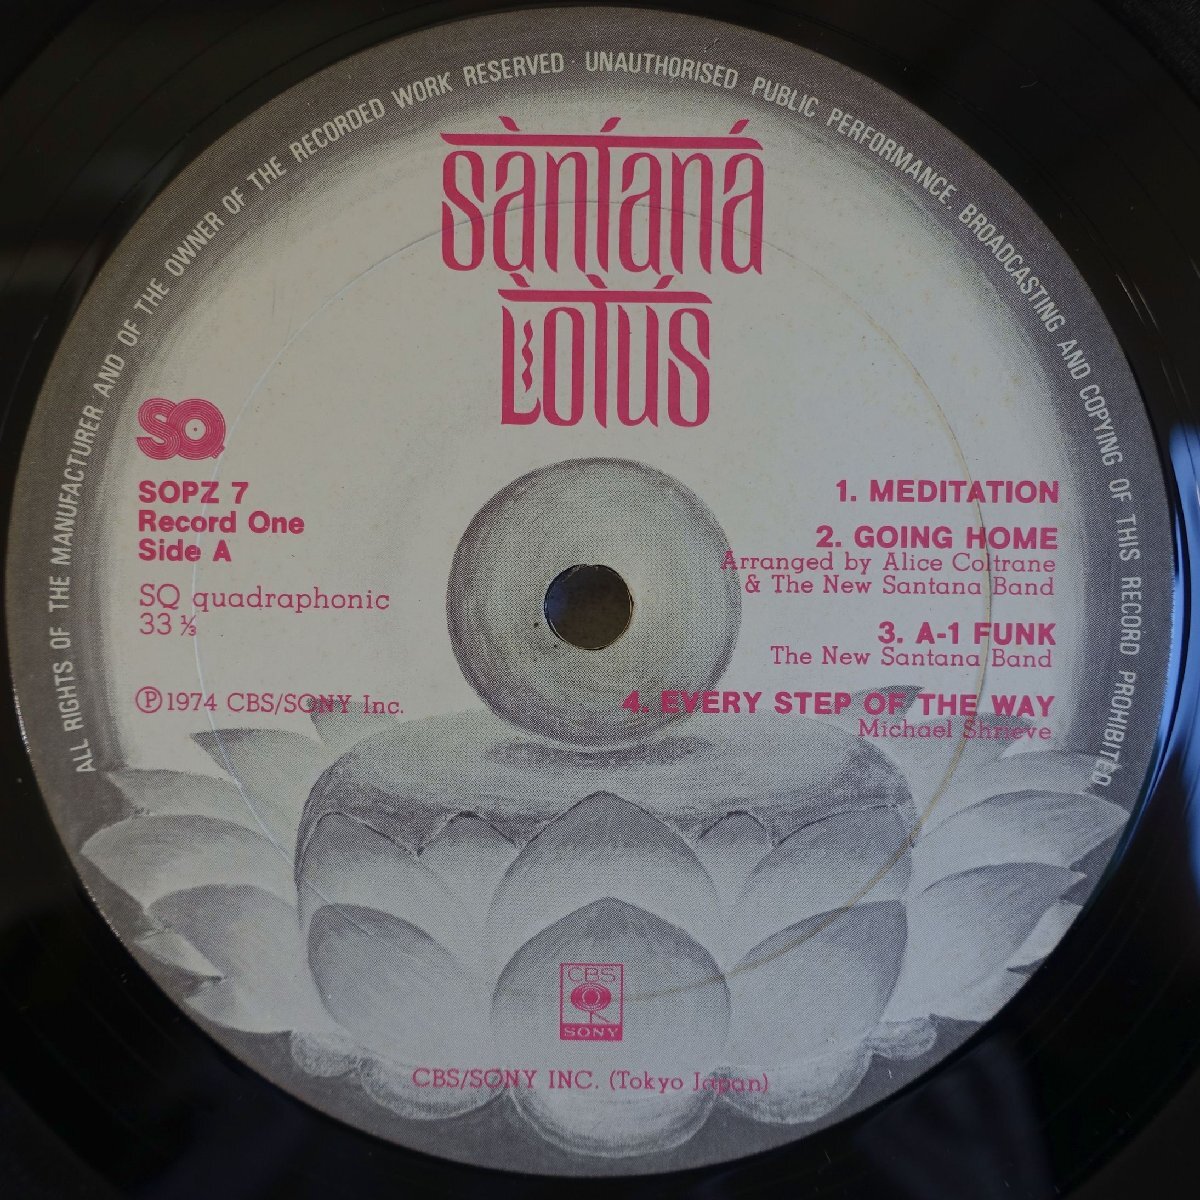 ALL RIGHTS OF THE MANUFACTURER AND OF THE OWNER OF THE RECORDED WORK RESERVED · UNAUTHORISED PUBLIC PERFORMANCE, BROADCASTING AND COPYING OF THIS RECORD PROHIBITED
Santana
Lotus
SQ
SOPZ 7
Record One
Side A
SQ quadraphonic
33 ⅓
℗1974 CBS/SONY Inc.
1. MEDITATION
2. GOING HOME
Arranged by Alice Coltrane
& The New Santana Band
3. A-1 FUNK
The New Santana Band
4. EVERY STEP OF THE WAY
Michael Shrieve
CBS
SONY
CBS/SONY INC. (Tokyo Japan)